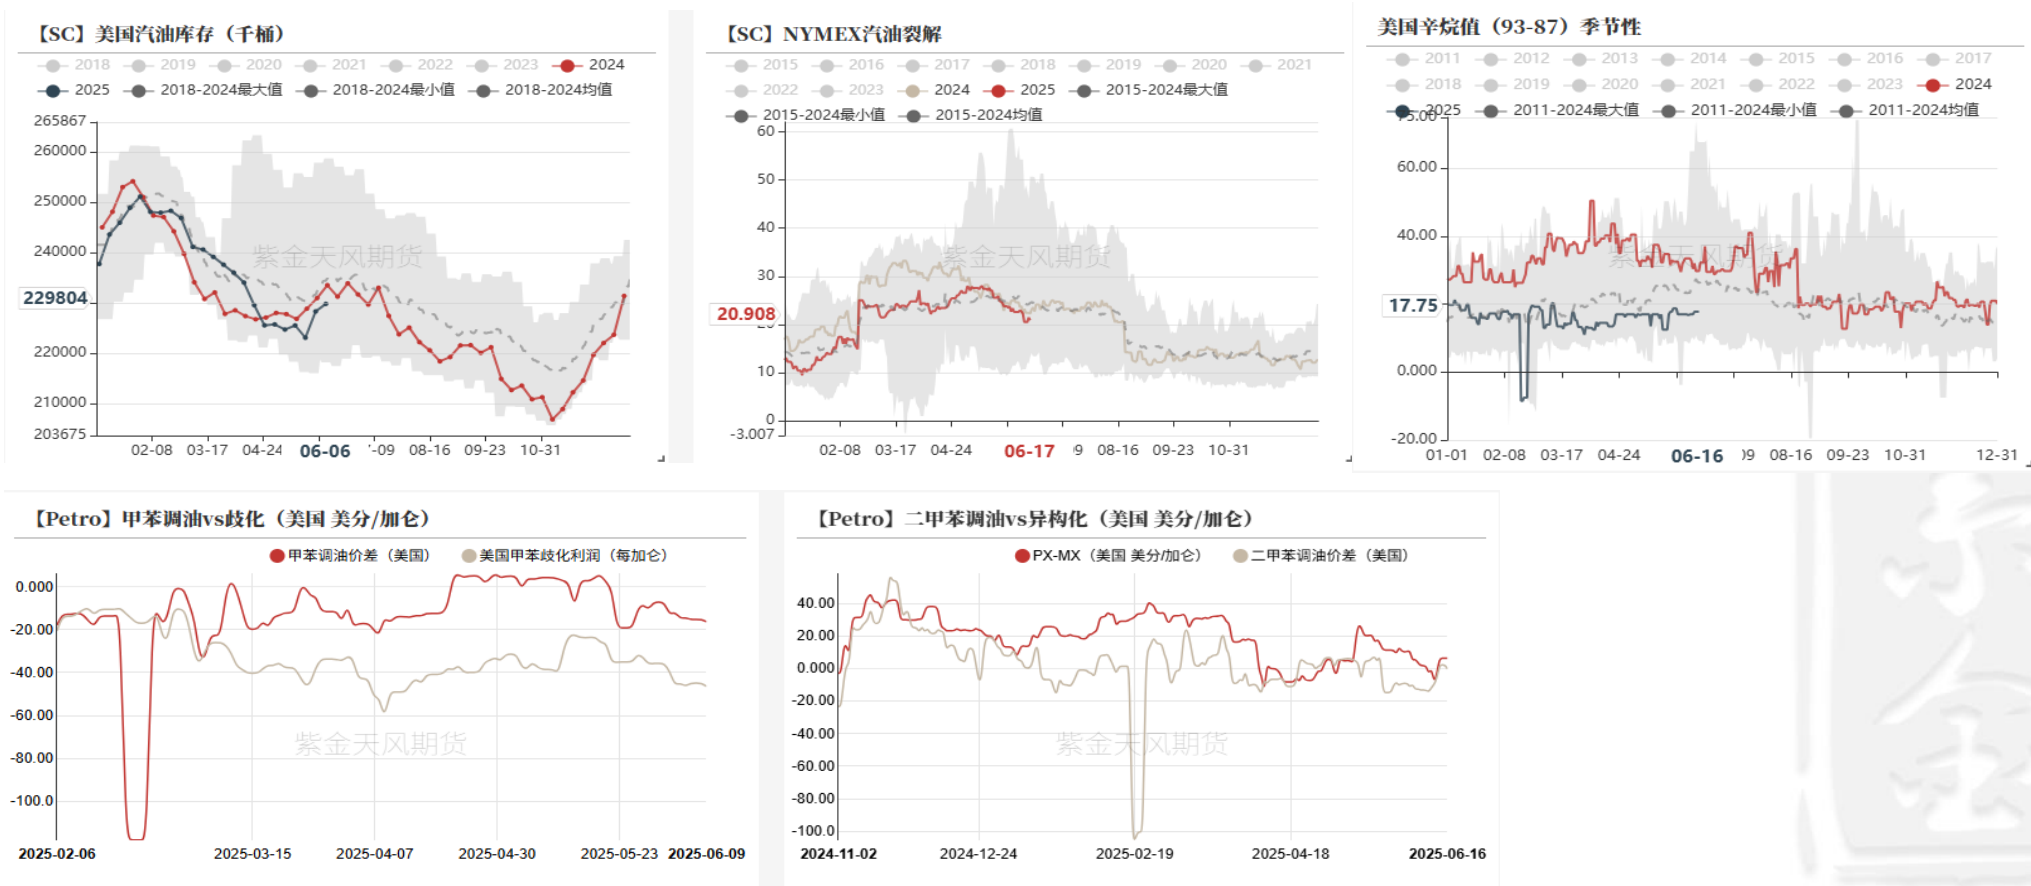 【SC】美国汽油库存（千桶）
2018 2019 2020 2021 2022 2023 2024
2025 2018-2024最大值 2018-2024最小值 2018-2024均值
265867
260000
250000
240000
229804
220000
210000
203675
02-08 03-17 04-24 06-06 -09 08-16 09-23 10-31
紫金天风期货
【SC】NYMEX汽油裂解
2015 2016 2017 2018 2019 2020 2021
2022 2023 2024 2025 2015-2024最大值
2015-2024最小值 2015-2024均值
60
50
40
30
20.908
10
0
-3.007
02-08 03-17 04-24 06-17 9 08-16 09-23 10-31
紫金天风期货
美国辛烷值（93-87）季节性
2011 2012 2013 2014 2015 2016 2017
2018 2019 2020 2021 2022 2023 2024
2025 2011-2024最大值 2011-2024最小值 2011-2024均值
75.00
60.00
40.00
17.75
0.000
-20.00
01-01 02-08 03-17 04-24 06-16 09 08-16 09-23 10-31 12-31
紫金天风期货
【Petro】甲苯调油vs歧化（美国 美分/加仑）
甲苯调油价差（美国） 美国甲苯歧化利润（每加仑）
0.000
-20.00
-40.00
-60.00
-80.00
-100.0
2025-02-06 2025-03-15 2025-04-07 2025-04-30 2025-05-23 2025-06-09
紫金天风期货
【Petro】二甲苯调油vs异构化（美国 美分/加仑）
PX-MX（美国 美分/加仑） 二甲苯调油价差（美国）
40.00
20.00
0.000
-20.00
-40.00
-60.00
-80.00
-100.0
2024-11-02 2024-12-24 2025-02-19 2025-04-18 2025-06-16
紫金天风期货